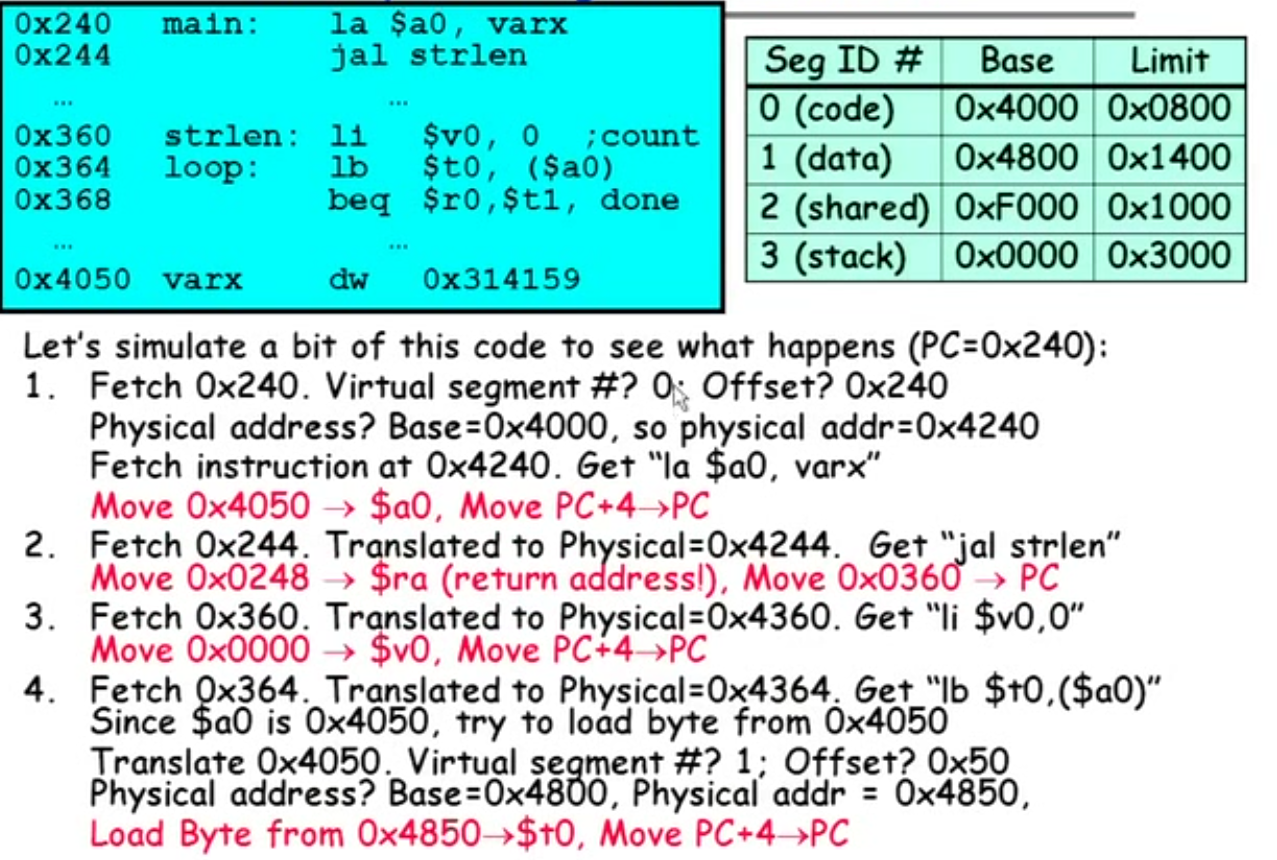 0x240 main: la $a0, varx
0x244 jal strlen
… …
0x360 strlen: li $v0, 0 ;count
0x364 loop: lb $t0, ($a0)
0x368 beq $r0,$t1, done
… …
0x4050 varx dw 0x314159
Seg ID # Base Limit
0 (code) 0x4000 0x0800
1 (data) 0x4800 0x1400
2 (shared) 0xF000 0x1000
3 (stack) 0x0000 0x3000
Let's simulate a bit of this code to see what happens (PC=0x240):
1. Fetch 0x240. Virtual segment #? 0; Offset? 0x240
Physical address? Base=0x4000, so physical addr=0x4240
Fetch instruction at 0x4240. Get "la $a0, varx"
Move 0x4050 → $a0, Move PC+4→PC
2. Fetch 0x244. Translated to Physical=0x4244. Get "jal strlen"
Move 0x0248 → $ra (return address!), Move 0x0360 → PC
3. Fetch 0x360. Translated to Physical=0x4360. Get "li $v0,0"
Move 0x0000 → $v0, Move PC+4→PC
4. Fetch 0x364. Translated to Physical=0x4364. Get "lb $t0,($a0)"
Since $a0 is 0x4050, try to load byte from 0x4050
Translate 0x4050. Virtual segment #? 1; Offset? 0x50
Physical address? Base=0x4800, Physical addr = 0x4850,
Load Byte from 0x4850→$t0, Move PC+4→PC